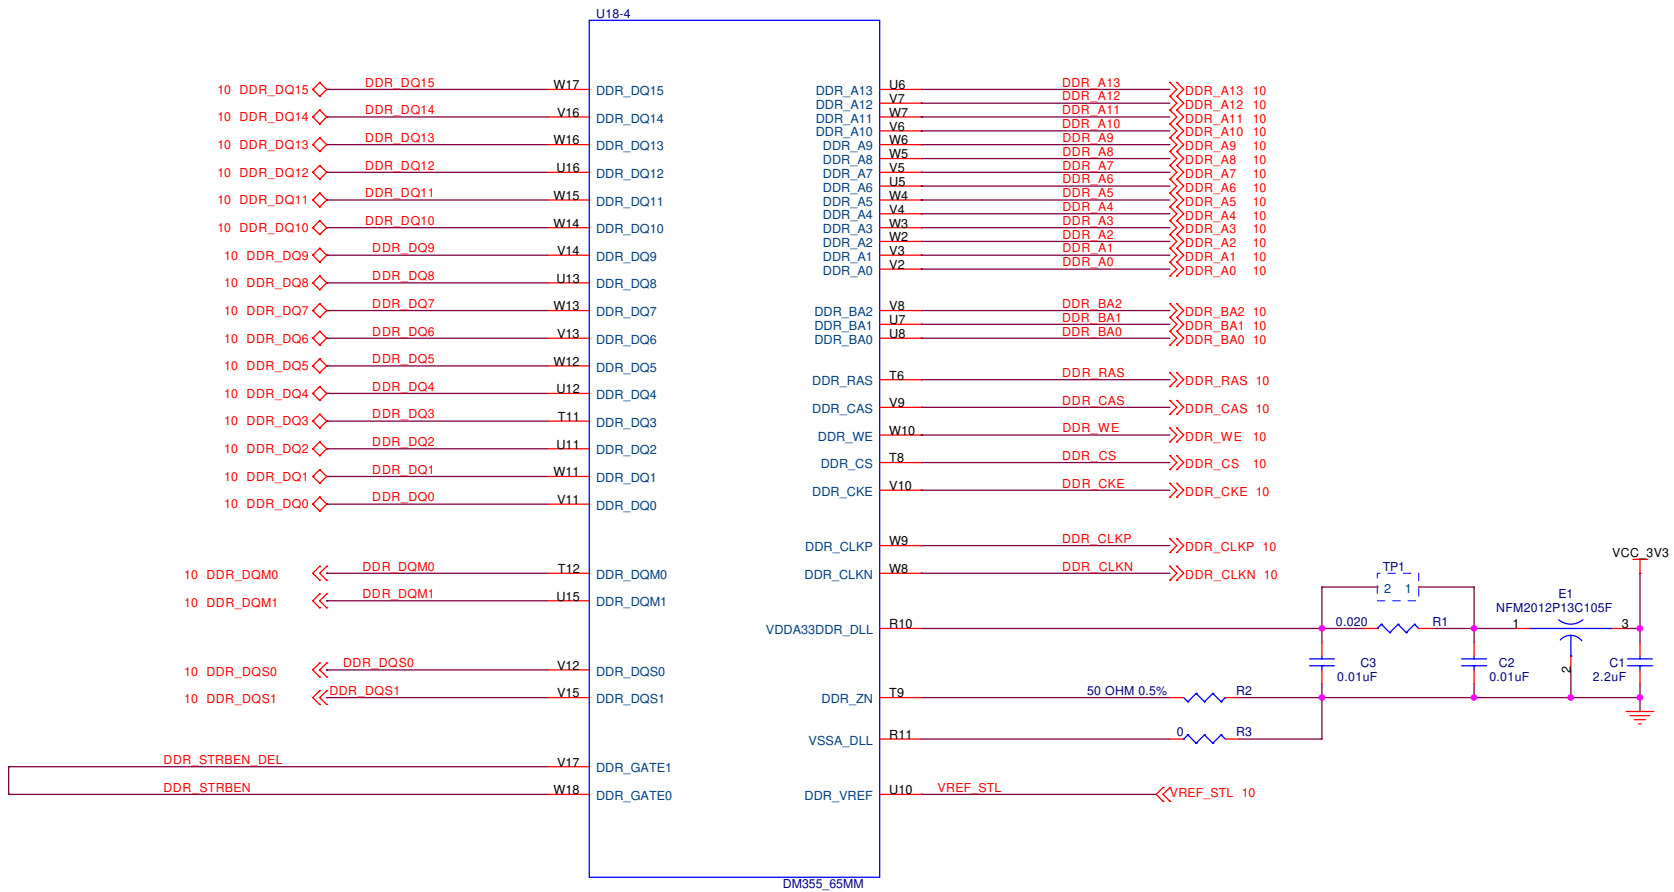 U18-4
10 DDR_DQ15 DDR_DQ15 W17 DDR_DQ15
10 DDR_DQ14 DDR_DQ14 V16 DDR_DQ14
10 DDR_DQ13 DDR_DQ13 W16 DDR_DQ13
10 DDR_DQ12 DDR_DQ12 U16 DDR_DQ12
10 DDR_DQ11 DDR_DQ11 W15 DDR_DQ11
10 DDR_DQ10 DDR_DQ10 W14 DDR_DQ10
10 DDR_DQ9 DDR_DQ9 V14 DDR_DQ9
10 DDR_DQ8 DDR_DQ8 U13 DDR_DQ8
10 DDR_DQ7 DDR_DQ7 W13 DDR_DQ7
10 DDR_DQ6 DDR_DQ6 V13 DDR_DQ6
10 DDR_DQ5 DDR_DQ5 W12 DDR_DQ5
10 DDR_DQ4 DDR_DQ4 U12 DDR_DQ4
10 DDR_DQ3 DDR_DQ3 T11 DDR_DQ3
10 DDR_DQ2 DDR_DQ2 U11 DDR_DQ2
10 DDR_DQ1 DDR_DQ1 W11 DDR_DQ1
10 DDR_DQ0 DDR_DQ0 V11 DDR_DQ0
10 DDR_DQM0 DDR_DQM0 T12 DDR_DQM0
10 DDR_DQM1 DDR_DQM1 U15 DDR_DQM1
10 DDR_DQS0 DDR_DQS0 V12 DDR_DQS0
10 DDR_DQS1 DDR_DQS1 V15 DDR_DQS1
DDR_STRBEN_DEL V17 DDR_GATE1
DDR_STRBEN W18 DDR_GATE0
DDR_A13 U6 DDR_A13 DDR_A13 10
DDR_A12 V7 DDR_A12 DDR_A12 10
DDR_A11 W7 DDR_A11 DDR_A11 10
DDR_A10 V6 DDR_A10 DDR_A10 10
DDR_A9 W6 DDR_A9 DDR_A9 10
DDR_A8 W5 DDR_A8 DDR_A8 10
DDR_A7 V5 DDR_A7 DDR_A7 10
DDR_A6 U5 DDR_A6 DDR_A6 10
DDR_A5 W4 DDR_A5 DDR_A5 10
DDR_A4 V4 DDR_A4 DDR_A4 10
DDR_A3 W3 DDR_A3 DDR_A3 10
DDR_A2 W2 DDR_A2 DDR_A2 10
DDR_A1 V3 DDR_A1 DDR_A1 10
DDR_A0 V2 DDR_A0 DDR_A0 10
DDR_BA2 V8 DDR_BA2 DDR_BA2 10
DDR_BA1 U7 DDR_BA1 DDR_BA1 10
DDR_BA0 U8 DDR_BA0 DDR_BA0 10
DDR_RAS T6 DDR_RAS DDR_RAS 10
DDR_CAS V9 DDR_CAS DDR_CAS 10
DDR_WE W10 DDR_WE DDR_WE 10
DDR_CS T8 DDR_CS DDR_CS 10
DDR_CKE V10 DDR_CKE DDR_CKE 10
DDR_CLKP W9 DDR_CLKP DDR_CLKP 10
DDR_CLKN W8 DDR_CLKN DDR_CLKN 10
VDDA33DDR_DLL R10
DDR_ZN T9 50 OHM 0.5% R2
VSSA_DLL R11 0 R3
DDR_VREF U10 VREF_STL VREF_STL 10
VCC_3V3
TP1
2 1
E1
NFM2012P13C105F
0.020 R1 1 3
2
C3
0.01uF
C2
0.01uF
C1
2.2uF
DM355_65MM